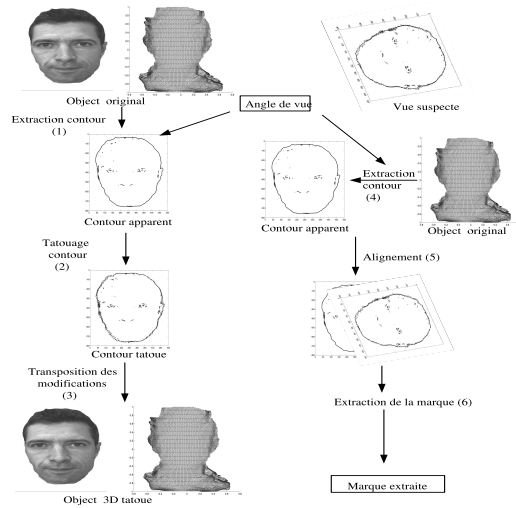 Object original
Angle de vue
Vue suspecte
Extraction contour
(1)
Contour apparent
Extraction
contour
(4)
Contour apparent
Object original
Tatouage
contour
(2)
Alignement (5)
Contour tatoue
Transposition des
modifications
(3)
Extraction de la marque (6)
Object 3D tatoue
Marque extraite